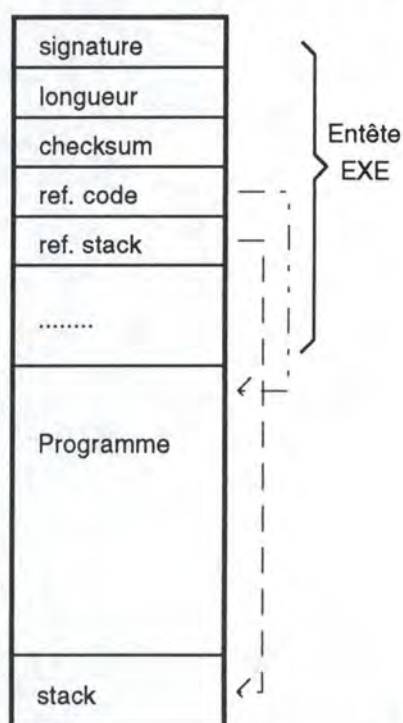 signature
longueur
checksum
ref. code
ref. stack
........
Entête
EXE
Programme
stack